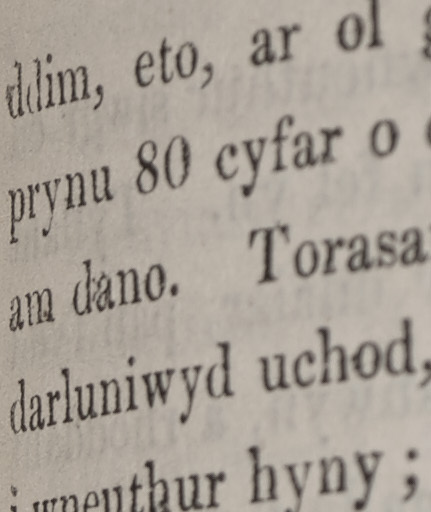 ddim, eto, ar ol
prynu 80 cyfar o
am dano. Torasa
darluniwyd uchod,
i wneuthur hyny ;